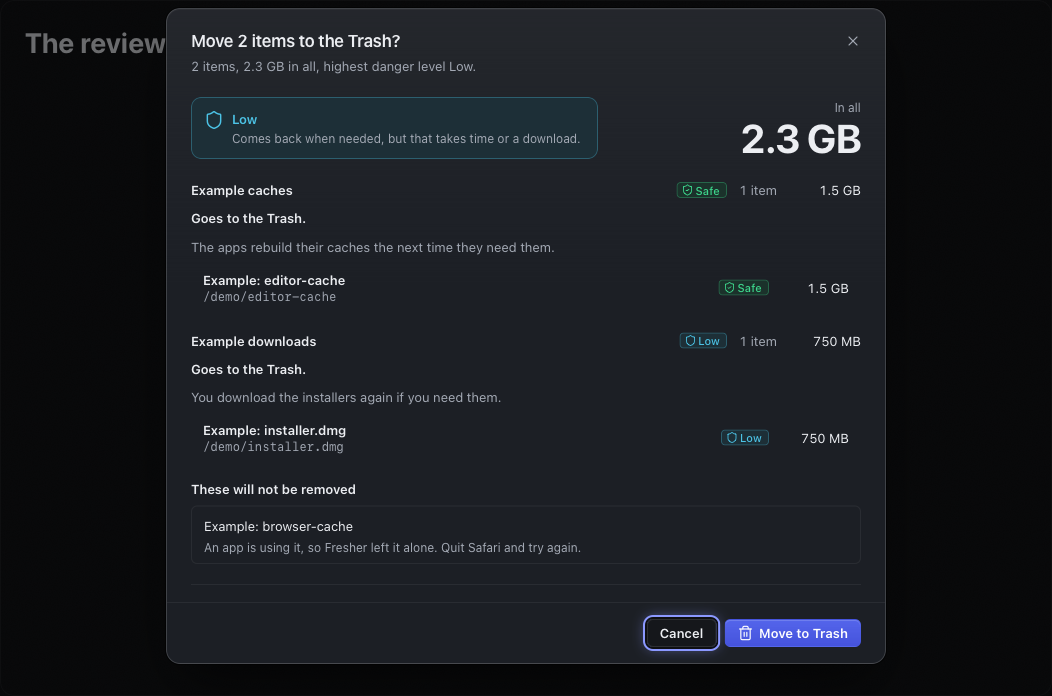 The review
Move 2 items to the Trash?
2 items, 2.3 GB in all, highest danger level Low.
Low
Comes back when needed, but that takes time or a download.
In all
2.3 GB
Example caches
Safe
1 item
1.5 GB
Goes to the Trash.
The apps rebuild their caches the next time they need them.
Example: editor-cache
/demo/editor-cache
Safe
1.5 GB
Example downloads
Low
1 item
750 MB
Goes to the Trash.
You download the installers again if you need them.
Example: installer.dmg
/demo/installer.dmg
Low
750 MB
These will not be removed
Example: browser-cache
An app is using it, so Fresher left it alone. Quit Safari and try again.
Cancel
Move to Trash